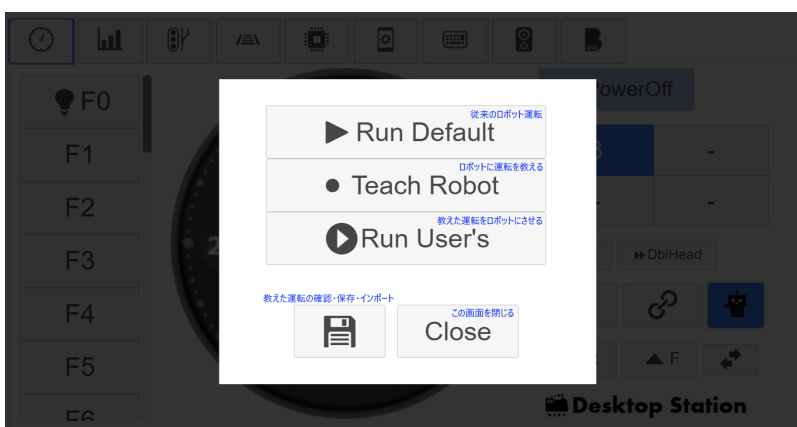 F0
F1
F2
F3
F4
F5
F6
従来のロボット運転
Run Default
ロボットに運転を教える
Teach Robot
教えた運転をロボットにさせる
Run User's
教えた運転の確認・保存・インポート
この画面を閉じる
Close
PowerOff
-
-
DblHead
F
Desktop Station